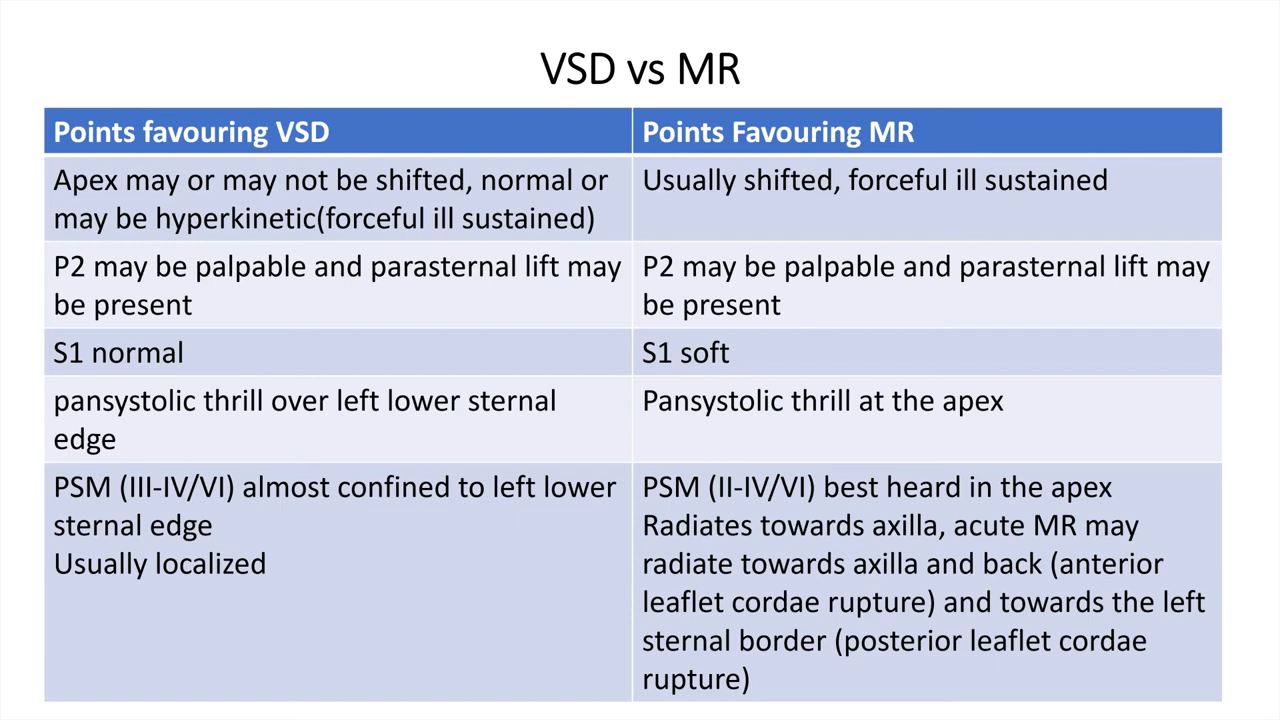 VSD vs MR
Points favouring VSD
Points Favouring MR
Apex may or may not be shifted, normal or
may be hyperkinetic(forceful ill sustained)
Usually shifted, forceful ill sustained
P2 may be palpable and parasternal lift may
be present
P2 may be palpable and parasternal lift may
be present
S1 normal
S1 soft
pansystolic thrill over left lower sternal
edge
Pansystolic thrill at the apex
PSM (III-IV/VI) almost confined to left lower
sternal edge
Usually localized
PSM (II-IV/VI) best heard in the apex
Radiates towards axilla, acute MR may
radiate towards axilla and back (anterior
leaflet cordae rupture) and towards the left
sternal border (posterior leaflet cordae
rupture)